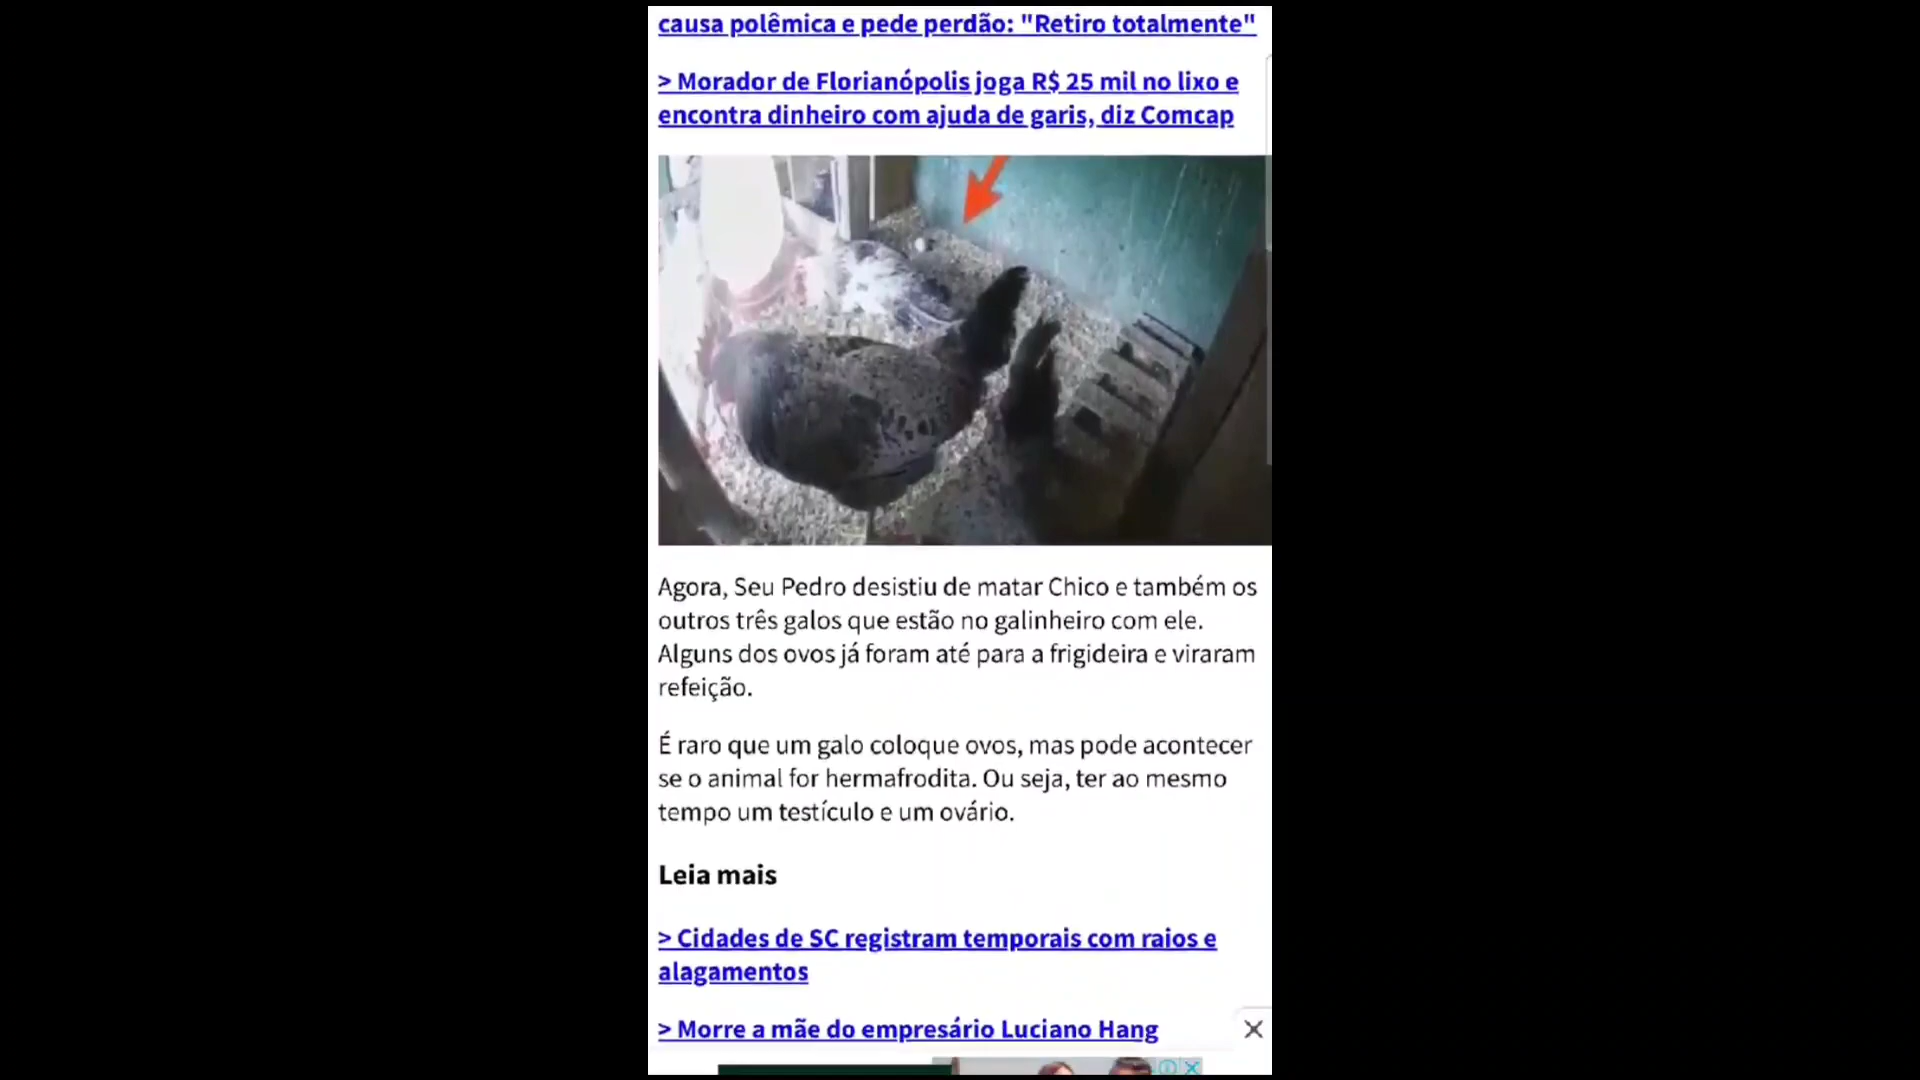 causa polêmica e pede perdão: "Retiro totalmente"
> Morador de Florianópolis joga R$ 25 mil no lixo e
encontra dinheiro com ajuda de garis, diz Comcap
Agora, Seu Pedro desistiu de matar Chico e também os
outros três galos que estão no galinheiro com ele.
Alguns dos ovos já foram até para a frigideira e viraram
refeição.
É raro que um galo coloque ovos, mas pode acontecer
se o animal for hermafrodita. Ou seja, ter ao mesmo
tempo um testículo e um ovário.
Leia mais
> Cidades de SC registram temporais com raios e
alagamentos
> Morre a mãe do empresário Luciano Hang